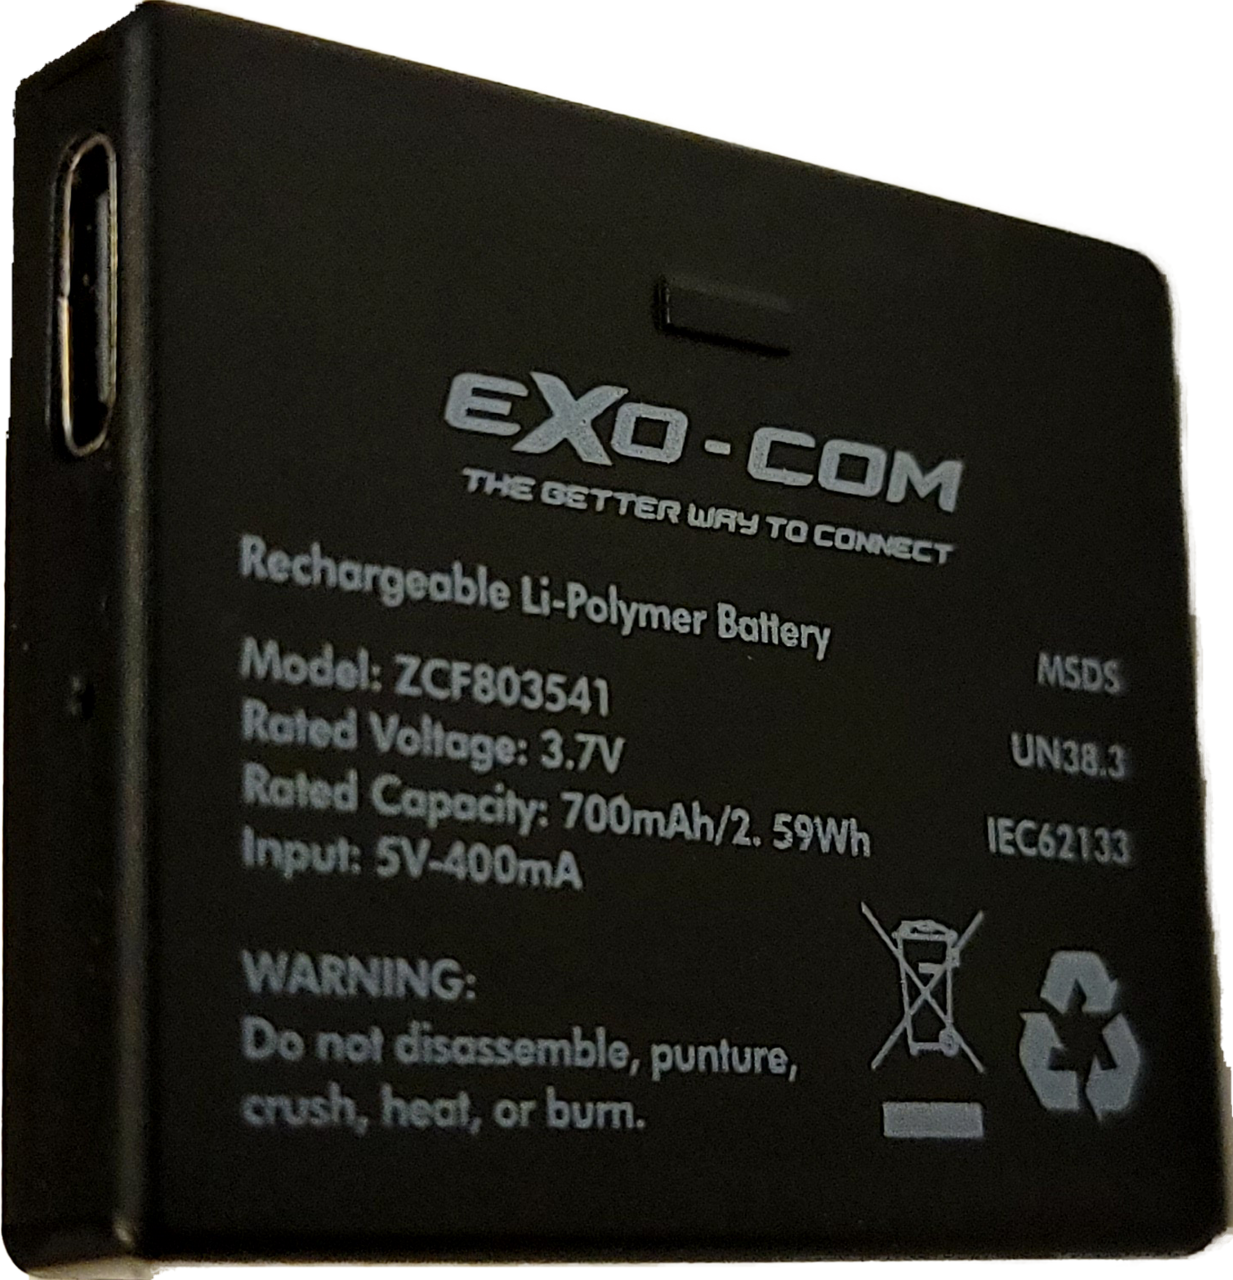 eXO-COM
THE BETTER WAY TO CONNECT
Rechargeable Li-Polymer Battery
Model: ZCF803541
Rated Voltage: 3.7V
Rated Capacity: 700mAh/2. 59Wh
Input: 5V-400mA
MSDS
UN38.3
IEC62133
WARNING:
Do not disassemble, punture,
crush, heat, or burn.